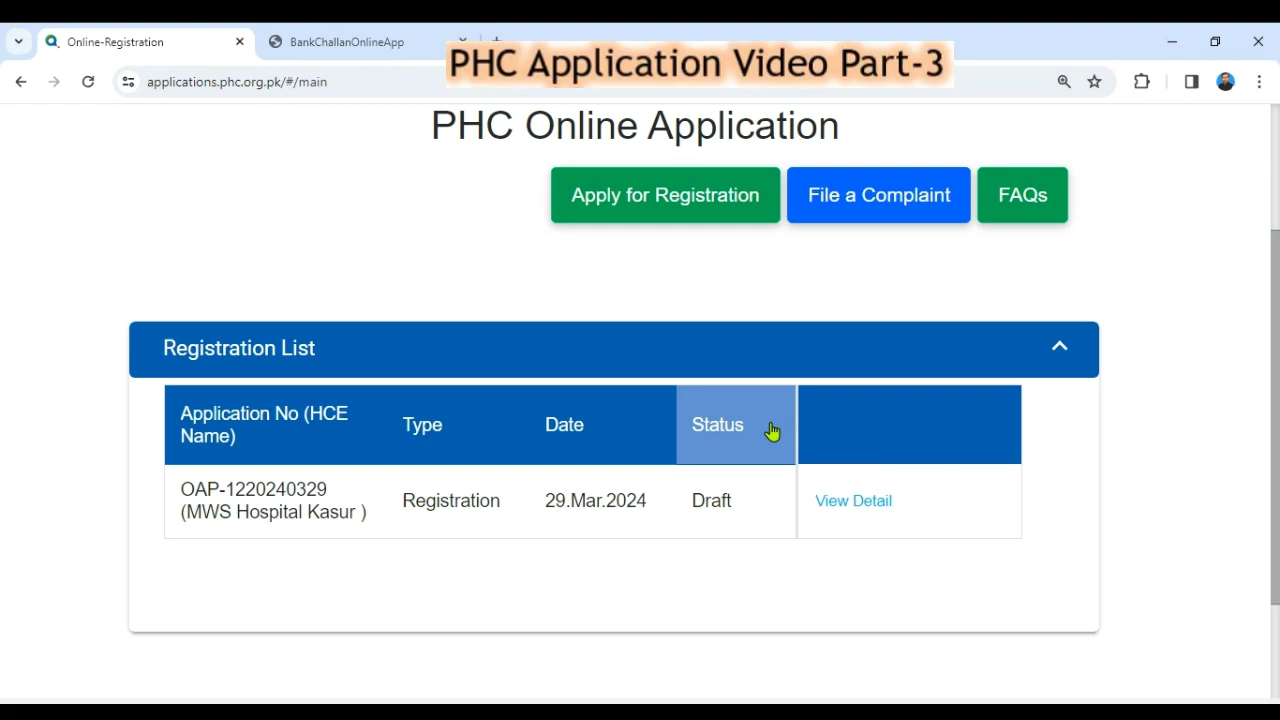 Online-Registration
BankChallanOnlineApp
PHC Application Video Part-3
applications.phc.org.pk/#/main
PHC Online Application
Apply for Registration
File a Complaint
FAQs
Registration List
Application No (HCE
Name)
Type
Date
Status
OAP-1220240329
(MWS Hospital Kasur )
Registration
29.Mar.2024
Draft
View Detail